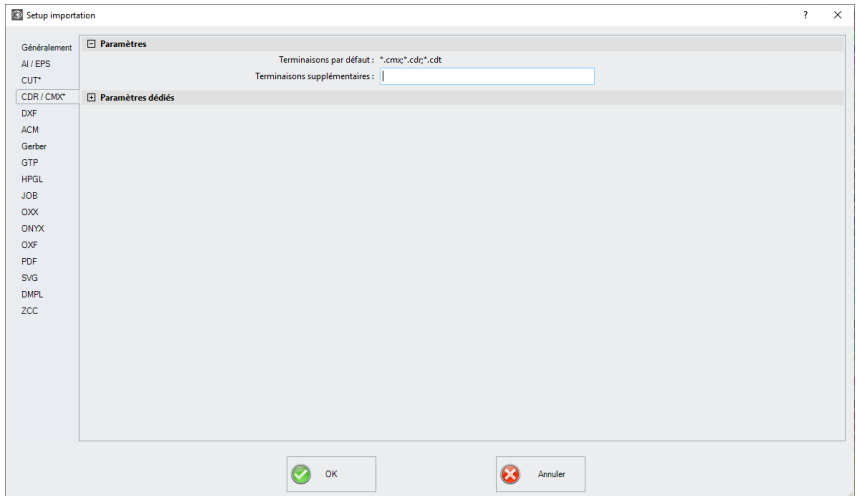 Setup importation
?
Généralement
AI / EPS
CUT*
CDR / CMX*
DXF
ACM
Gerber
GTP
HPGL
JOB
OXX
ONYX
OXF
PDF
SVG
DMPL
ZCC
Paramètres
Terminaisons par défaut : *.cmx;*.cdr;*.cdt
Terminaisons supplémentaires :
Paramètres dédiés
OK
Annuler